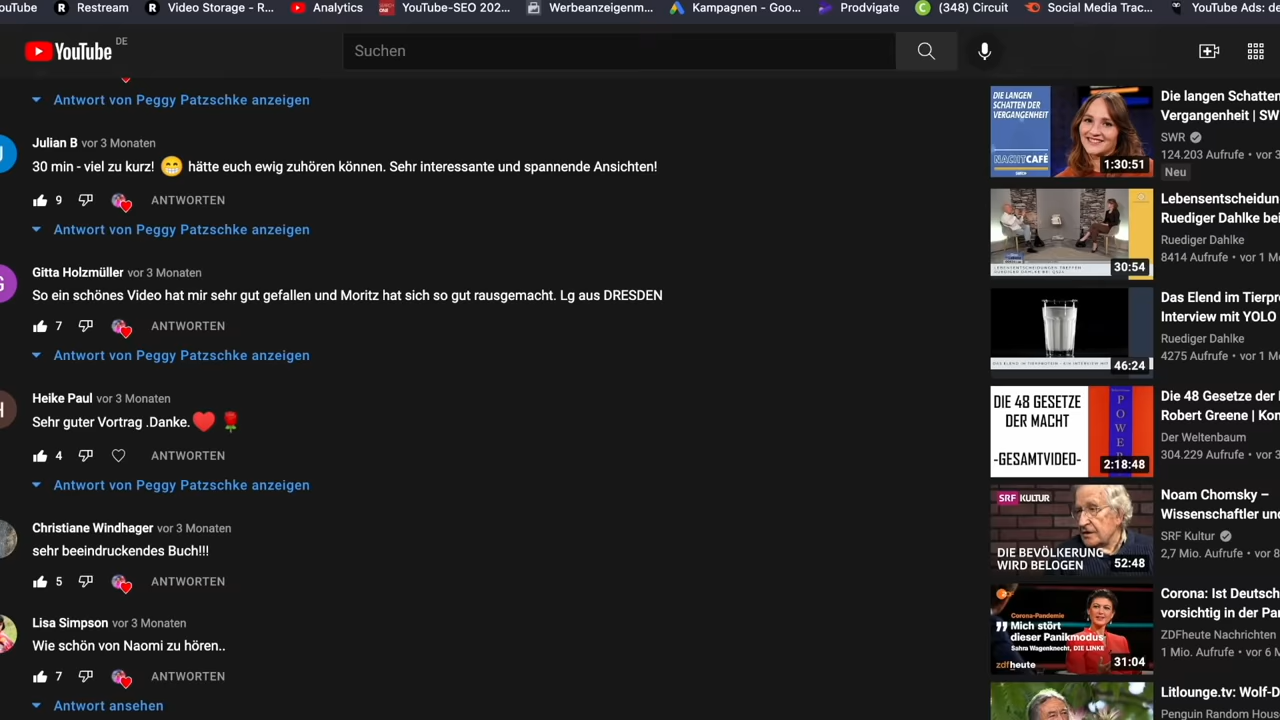 ouTube
Restream
Video Storage - R...
Analytics
YouTube-SEO 202...
Werbeanzeigenm...
Kampagnen - Goo...
Prodvigate
(348) Circuit
Social Media Trac...
YouTube Ads: de
YouTube DE
Suchen
Antwort von Peggy Patzschke anzeigen
Julian B vor 3 Monaten
30 min - viel zu kurz! 😁 hätte euch ewig zuhören können. Sehr interessante und spannende Ansichten!
9 ANTWORTEN
Antwort von Peggy Patzschke anzeigen
Gitta Holzmüller vor 3 Monaten
So ein schönes Video hat mir sehr gut gefallen und Moritz hat sich so gut rausgemacht. Lg aus DRESDEN
7 ANTWORTEN
Antwort von Peggy Patzschke anzeigen
Heike Paul vor 3 Monaten
Sehr guter Vortrag .Danke.❤️ 🌹
4 ANTWORTEN
Antwort von Peggy Patzschke anzeigen
Christiane Windhager vor 3 Monaten
sehr beeindruckendes Buch!!!
5 ANTWORTEN
Lisa Simpson vor 3 Monaten
Wie schön von Naomi zu hören..
7 ANTWORTEN
Antwort ansehen
DIE LANGEN
SCHATTEN DER
VERGANGENHEIT
NACHTCAFÉ
1:30:51
Die langen Schatten
Vergangenheit | SW
SWR
Neu
30:54
Lebensentscheidun
Ruediger Dahlke bei
Ruediger Dahlke
8414 Aufrufe • vor 1 M
46:24
Das Elend im Tierpr
Interview mit YOLO
Ruediger Dahlke
4275 Aufrufe • vor 1 M
DIE 48 GESETZE
DER MACHT
-GESAMTVIDEO-
POWE
2:18:48
Die 48 Gesetze der
Robert Greene | Kom
Der Weltenbaum
304.229 Aufrufe • vor 3
SRF KULTUR
DIE BEVÖLKERUNG
WIRD BELOGEN
52:48
Noam Chomsky –
Wissenschaftler und
SRF Kultur
2,7 Mio. Aufrufe • vor 8
Corona-Pandemie
"Mich stört
dieser Panikmodus
Sahra Wagenknecht, DIE LINKE
zdfheute
31:04
Corona: Ist Deutsch
vorsichtig in der Pan
ZDFheute Nachrichten
1 Mio. Aufrufe • vor 6 M
Litlounge.tv: Wolf-D
Penguin Random Hous